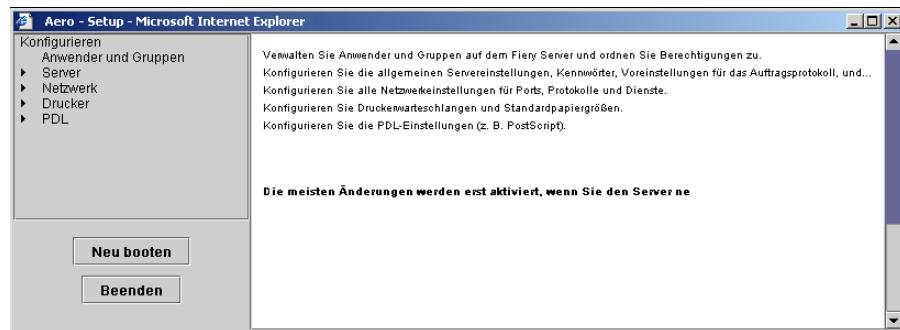 Aero - Setup - Microsoft Internet Explorer
Konfigurieren
Anwender und Gruppen
Server
Netzwerk
Drucker
PDL
Neu booten
Beenden
Verwalten Sie Anwender und Gruppen auf dem Fiery Server und ordnen Sie Berechtigungen zu.
Konfigurieren Sie die allgemeinen Servereinstellungen, Kennwörter, Voreinstellungen für das Auftragsprotokoll, und...
Konfigurieren Sie alle Netzwerkeinstellungen für Ports, Protokolle und Dienste.
Konfigurieren Sie Druckerwarteschlangen und Standardpapiergrößen.
Konfigurieren Sie die PDL-Einstellungen (z. B. PostScript).
Die meisten Änderungen werden erst aktiviert, wenn Sie den Server ne